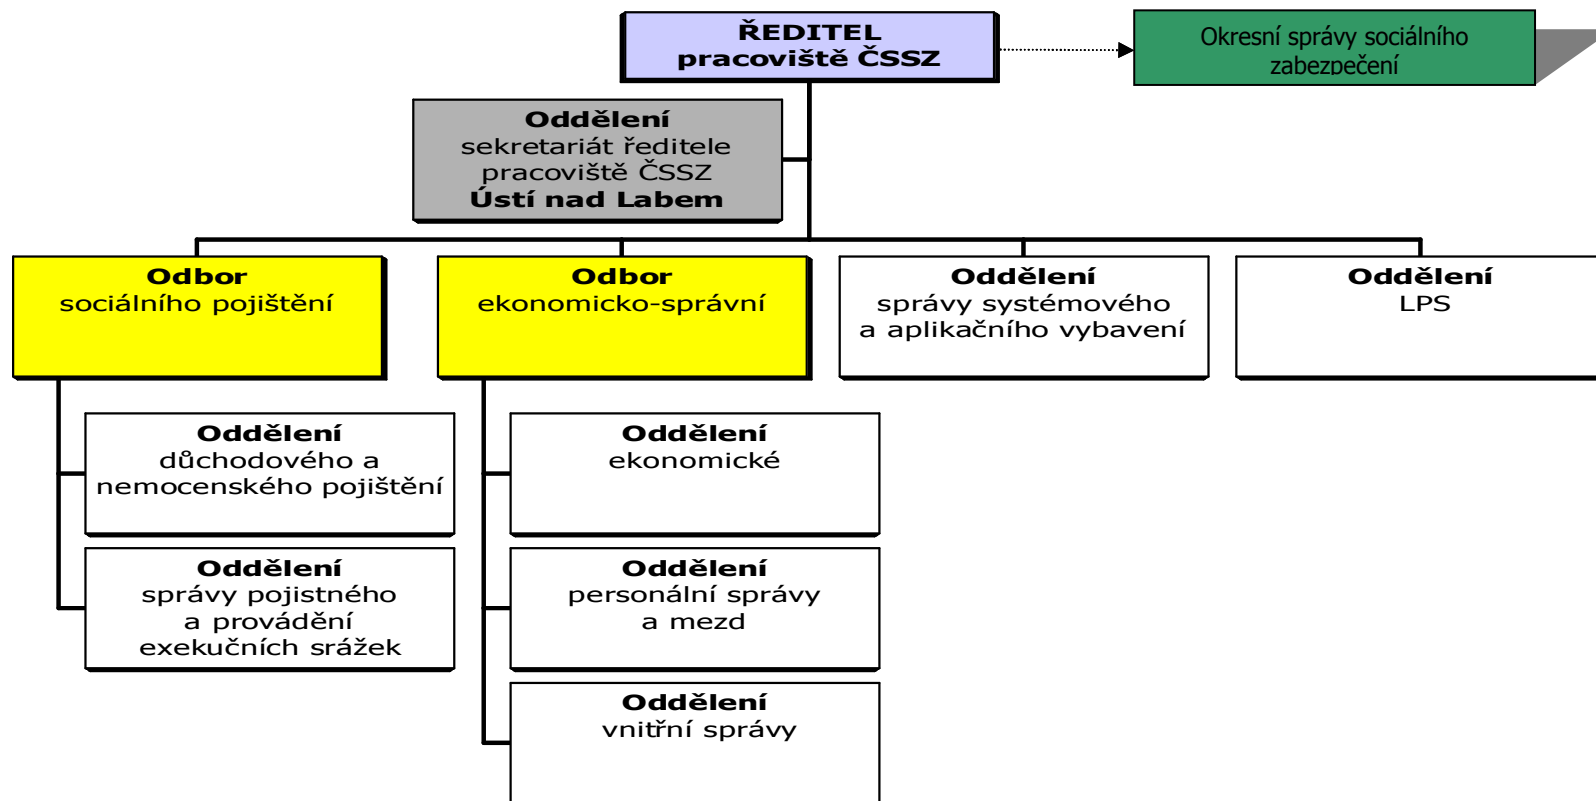 ŘEDITEL
pracoviště ČSSZ
Okresní správy sociálního
zabezpečení
Oddělení
sekretariát ředitele
pracoviště ČSSZ
Ústí nad Labem
Odbor
sociálního pojištění
Odbor
ekonomicko-správní
Oddělení
správy systémového
a aplikačního vybavení
Oddělení
LPS
Oddělení
důchodového a
nemocenského pojištění
Oddělení
ekonomické
Oddělení
správy pojistného
a provádění
exekučních srážek
Oddělení
personální správy
a mezd
Oddělení
vnitřní správy